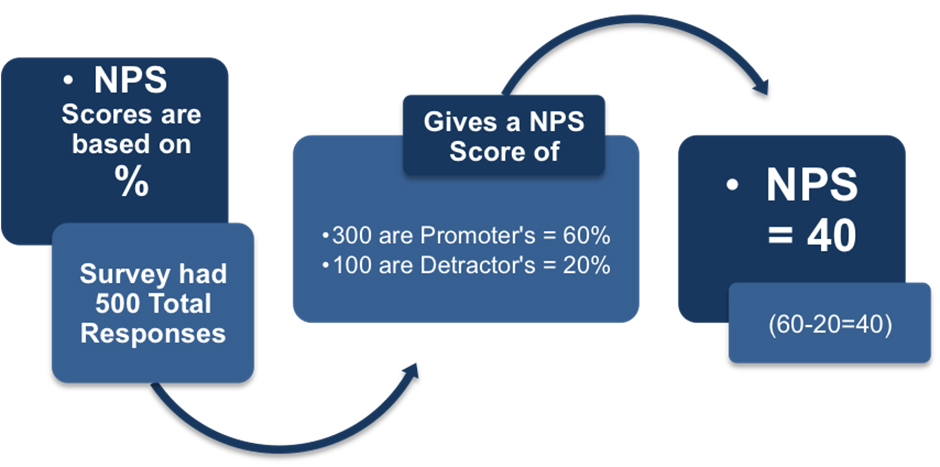 • NPS
Scores are
based on
%
Survey had
500 Total
Responses
Gives a NPS
Score of
•300 are Promoter's = 60%
•100 are Detractor's = 20%
• NPS
= 40
(60-20=40)